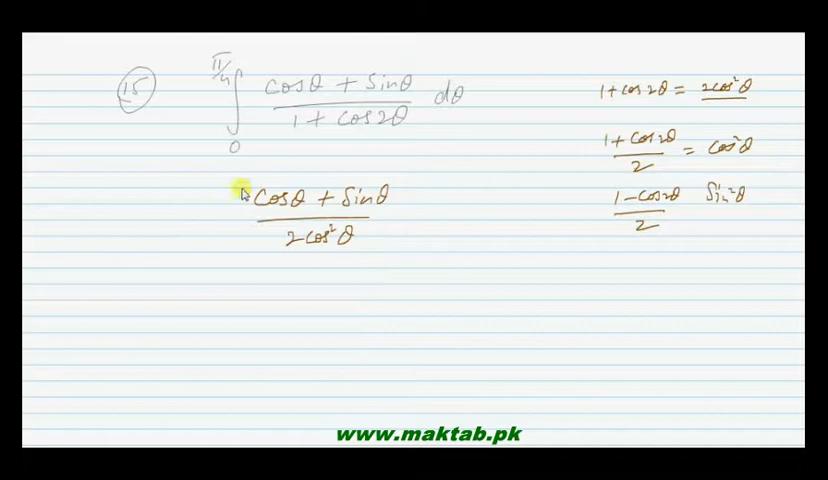 15 ∫₀^{π/4} (cosθ + sinθ)/(1 + cos2θ) dθ
1+cos2θ = 2cos²θ
(1+cos2θ)/2 = cos²θ
(1-cos2θ)/2 sin²θ
(cosθ + sinθ)/(2cos²θ)
www.maktab.pk